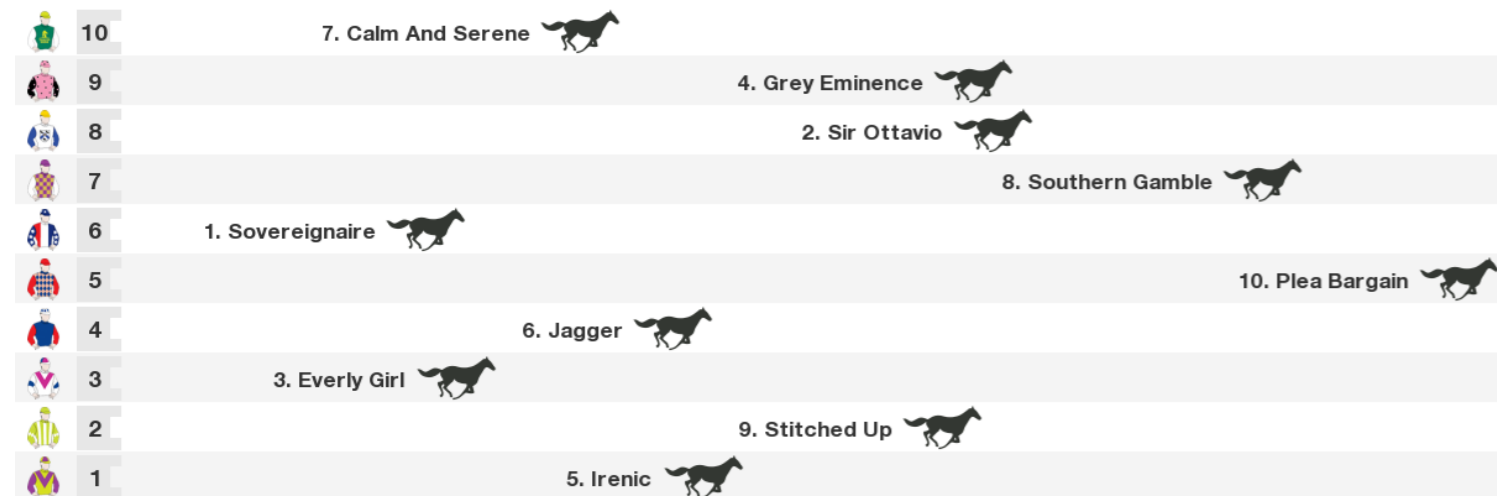 10 7. Calm And Serene
9 4. Grey Eminence
8 2. Sir Ottavio
7 8. Southern Gamble
6 1. Sovereignaire
5 10. Plea Bargain
4 6. Jagger
3 3. Everly Girl
2 9. Stitched Up
1 5. Irenic